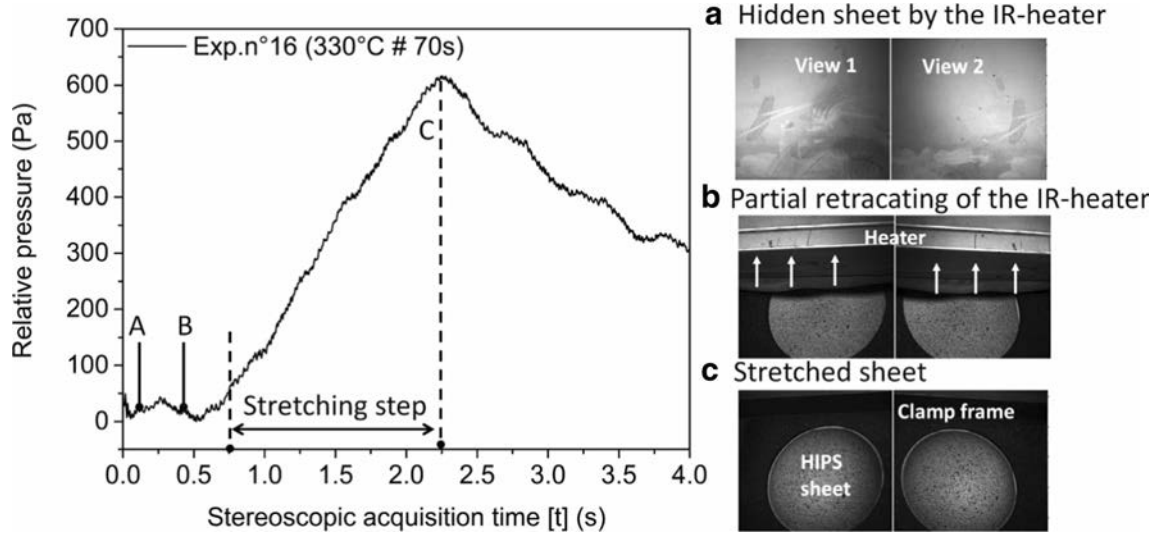 700
600
500
400
300
200
100
0
Relative pressure (Pa)
Exp.n°16 (330°C # 70s)
A
B
C
Stretching step
0.0 0.5 1.0 1.5 2.0 2.5 3.0 3.5 4.0
Stereoscopic acquisition time [t] (s)
a Hidden sheet by the IR-heater
View 1 View 2
b Partial retracating of the IR-heater
Heater
c Stretched sheet
Clamp frame
HIPS
sheet